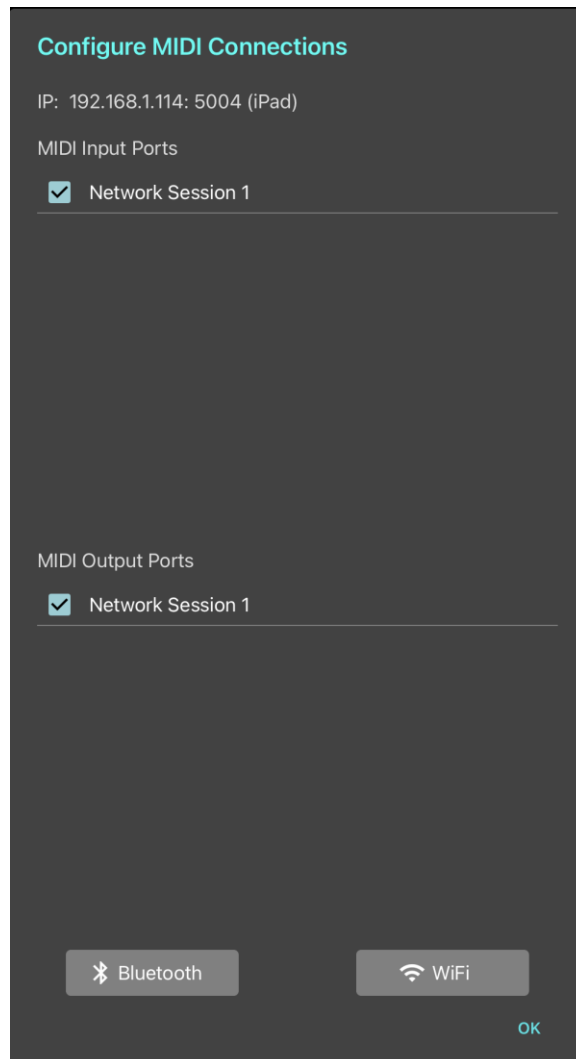 Configure MIDI Connections
IP: 192.168.1.114: 5004 (iPad)
MIDI Input Ports
Network Session 1
MIDI Output Ports
Network Session 1
Bluetooth WiFi
OK